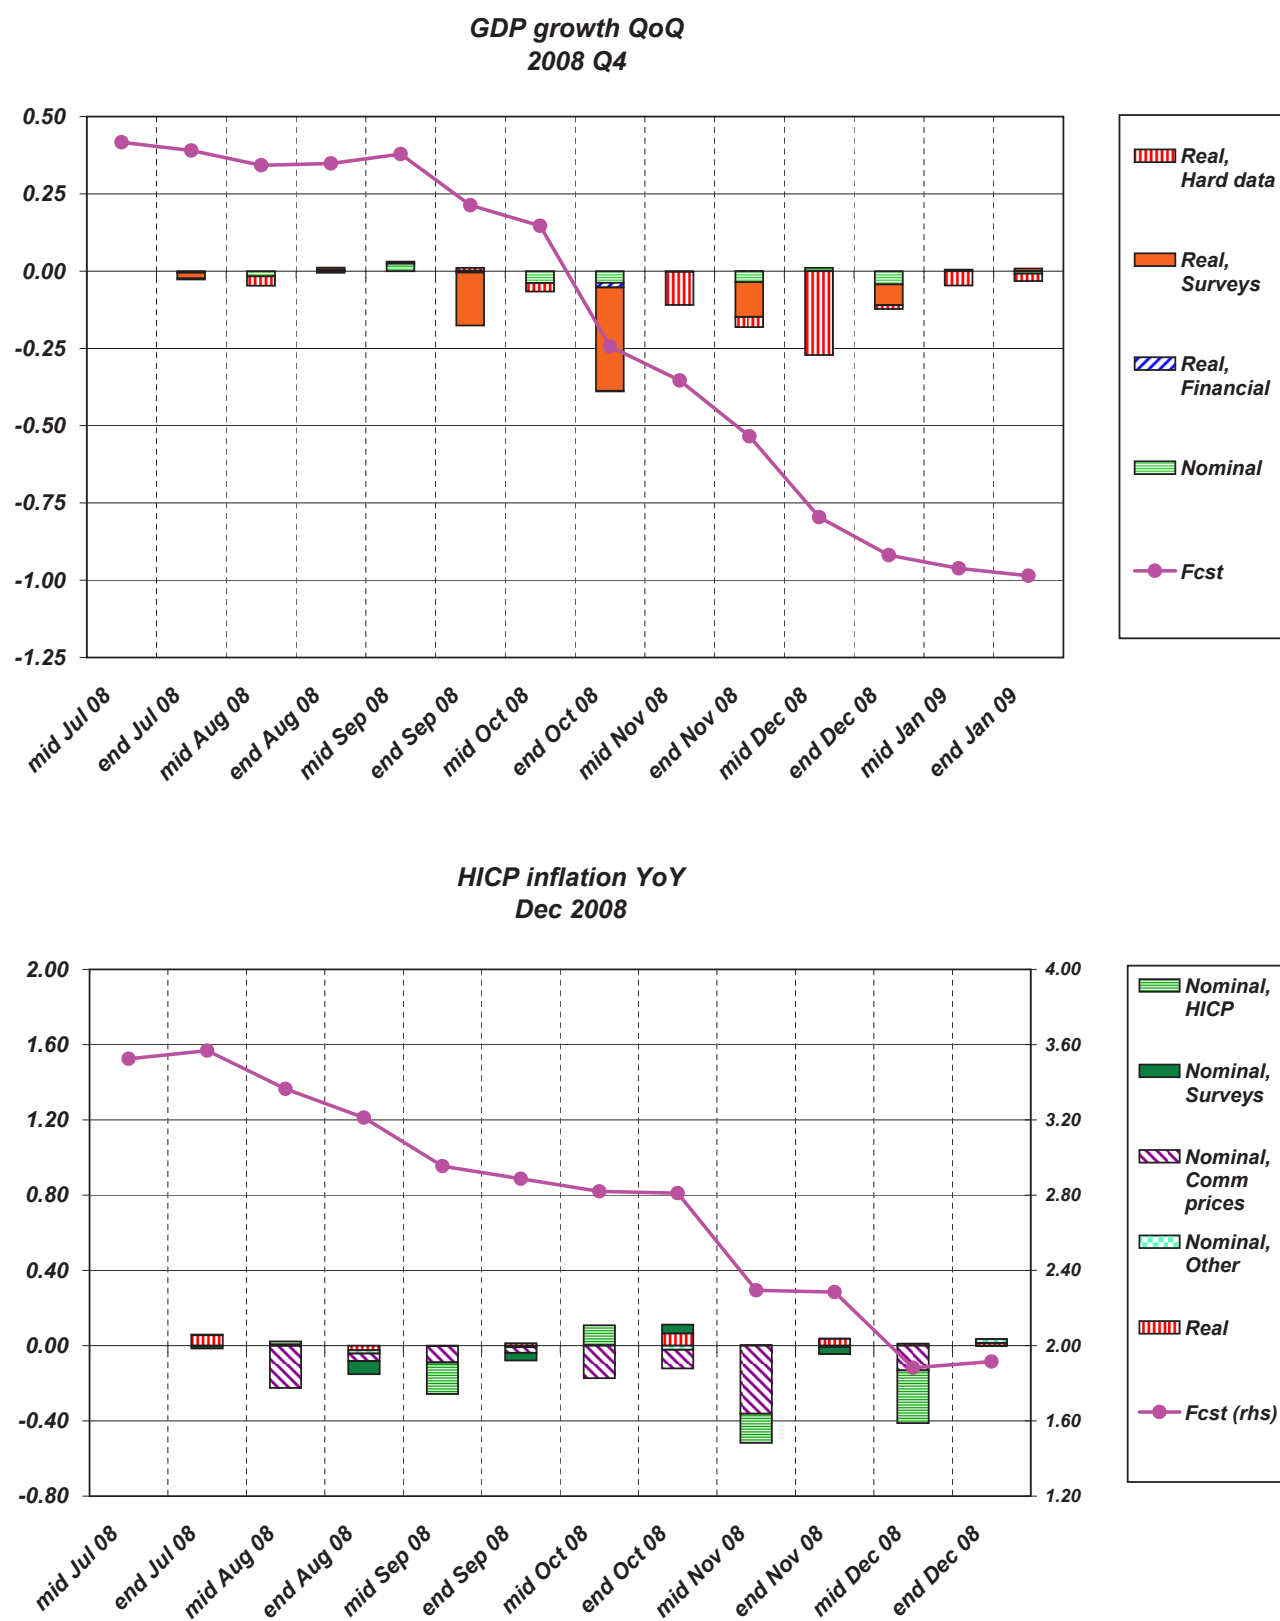 GDP growth QoQ
2008 Q4
0.50
0.25
0.00
-0.25
-0.50
-0.75
-1.00
-1.25
mid Jul 08
end Jul 08
mid Aug 08
end Aug 08
mid Sep 08
end Sep 08
mid Oct 08
end Oct 08
mid Nov 08
end Nov 08
mid Dec 08
end Dec 08
mid Jan 09
end Jan 09
Real,
Hard data
Real,
Surveys
Real,
Financial
Nominal
Fcst
HICP inflation YoY
Dec 2008
2.00
1.60
1.20
0.80
0.40
0.00
-0.40
-0.80
4.00
3.60
3.20
2.80
2.40
2.00
1.60
1.20
mid Jul 08
end Jul 08
mid Aug 08
end Aug 08
mid Sep 08
end Sep 08
mid Oct 08
end Oct 08
mid Nov 08
end Nov 08
mid Dec 08
end Dec 08
Nominal,
HICP
Nominal,
Surveys
Nominal,
Comm
prices
Nominal,
Other
Real
Fcst (rhs)